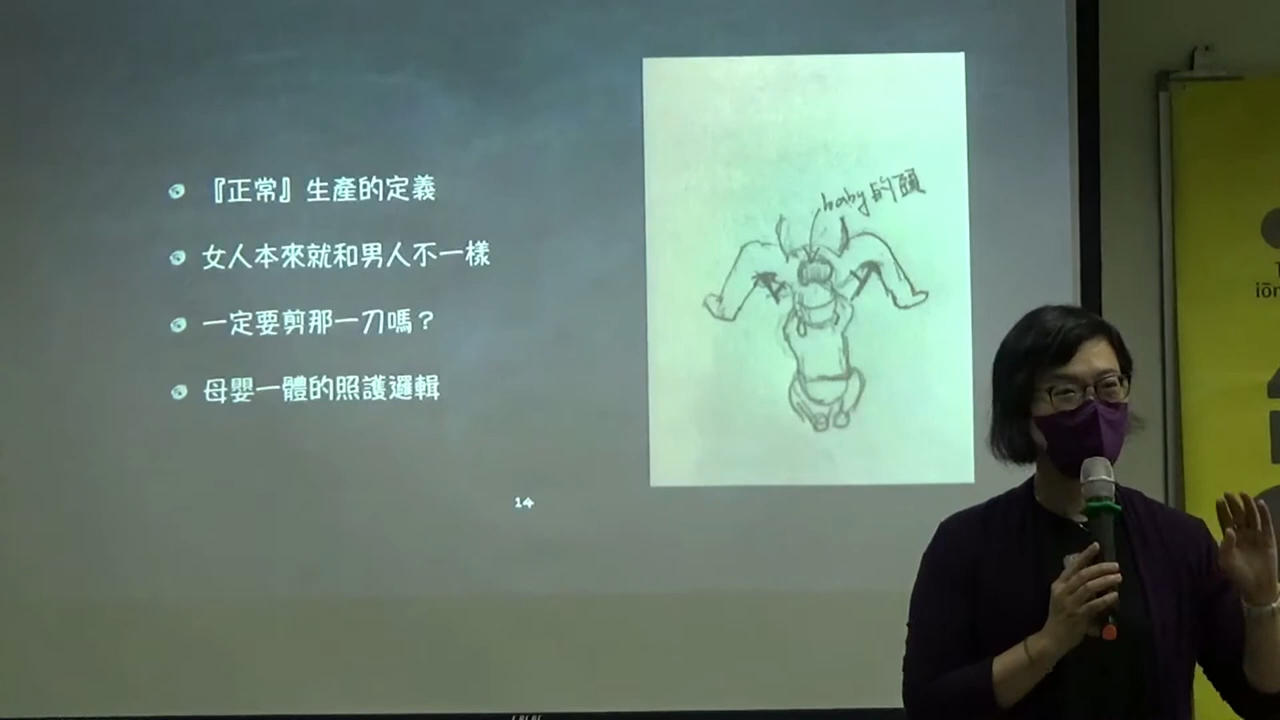 『正常』生產的定義
女人本來就和男人不一樣
一定要剪那一刀嗎？
母嬰一體的照護邏輯
14
baby的頭